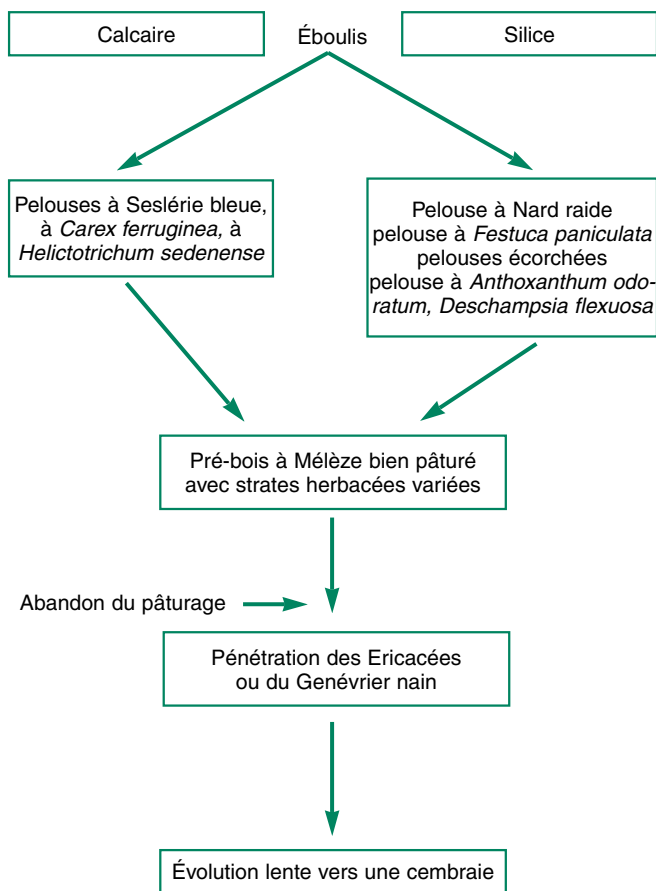 Calcaire
Éboulis
Silice
Pelouses à Seslérie bleue,
à Carex ferruginea, à
Helictotrichum sedenense
Pelouse à Nard raide
pelouse à Festuca paniculata
pelouses écorchées
pelouse à Anthoxanthum odo-
ratum, Deschampsia flexuosa
Pré-bois à Mélèze bien pâturé
avec strates herbacées variées
Abandon du pâturage
Pénétration des Ericacées
ou du Genévrier nain
Évolution lente vers une cembraie